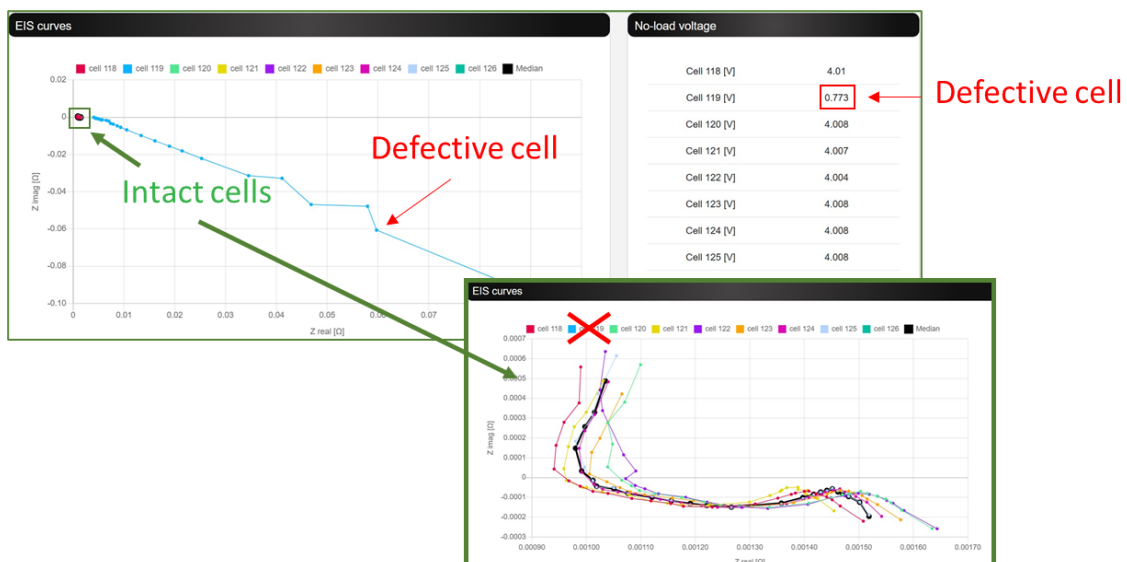 EIS curves
cell 118 cell 119 cell 120 cell 121 cell 122 cell 123 cell 124 cell 125 cell 126 Median
0.02
0
-0.02
-0.04
-0.06
-0.08
-0.10
Z imag [Ω]
0 0.01 0.02 0.03 0.04 0.05 0.06 0.07
Z real [Ω]
Defective cell
Intact cells
No-load voltage
Cell 118 [V] 4.01
Cell 119 [V] 0.773
Cell 120 [V] 4.008
Cell 121 [V] 4.007
Cell 122 [V] 4.004
Cell 123 [V] 4.008
Cell 124 [V] 4.008
Cell 125 [V] 4.008
Defective cell
EIS curves
cell 118 cell 120 cell 121 cell 122 cell 123 cell 124 cell 125 cell 126 Median
0.0007
0.0006
0.0005
0.0004
0.0003
0.0002
0.0001
0
-0.0001
-0.0002
-0.0003
Z imag [Ω]
0.00090 0.00100 0.00110 0.00120 0.00130 0.00140 0.00150 0.00160 0.00170
Z real [Ω]